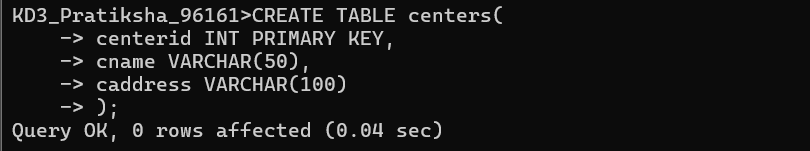 KD3_Pratiksha_96161>CREATE TABLE centers(
    -> centerid INT PRIMARY KEY,
    -> cname VARCHAR(50),
    -> caddress VARCHAR(100)
    -> );
Query OK, 0 rows affected (0.04 sec)